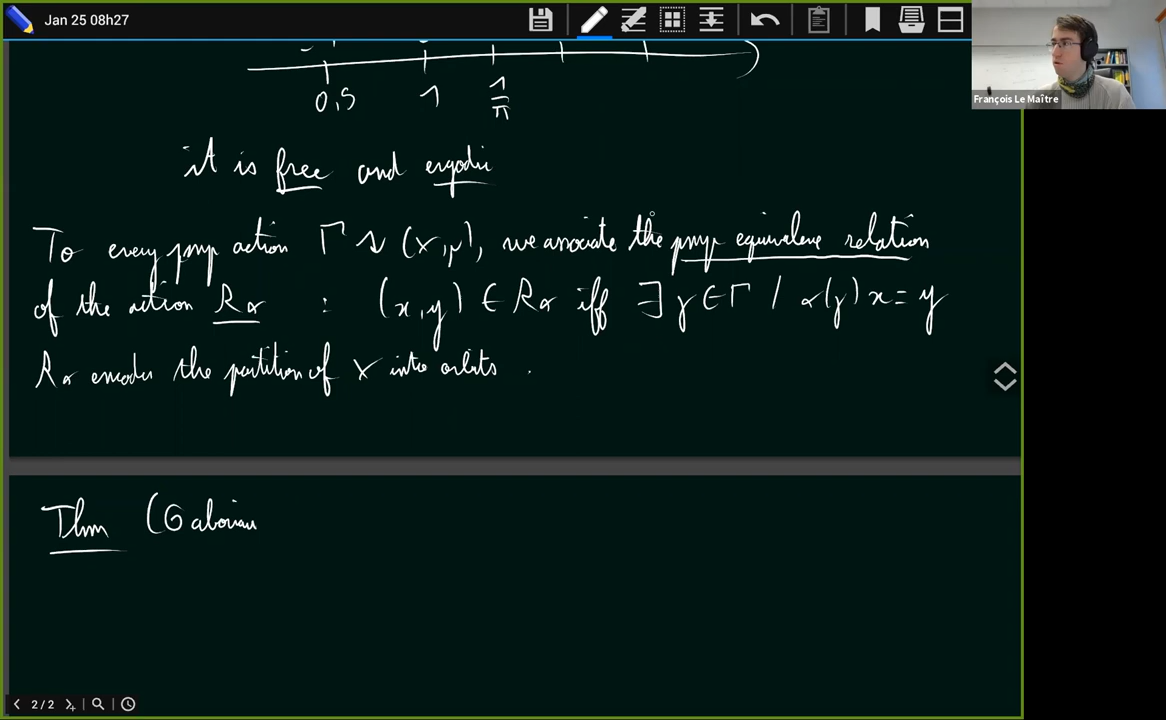 Jan 25 08h27
François Le Maître
0,5 1 1/π
it is free and ergodic
To every pmp action Γ ↷ (X,μ), we associate the pmp equivalence relation
of the action Rα : (x,y) ∈ Rα iff ∃ γ ∈ Γ / α(γ)x = y
Rα encodes the partition of X into orbits .
Thm (Gaboriau
2 / 2